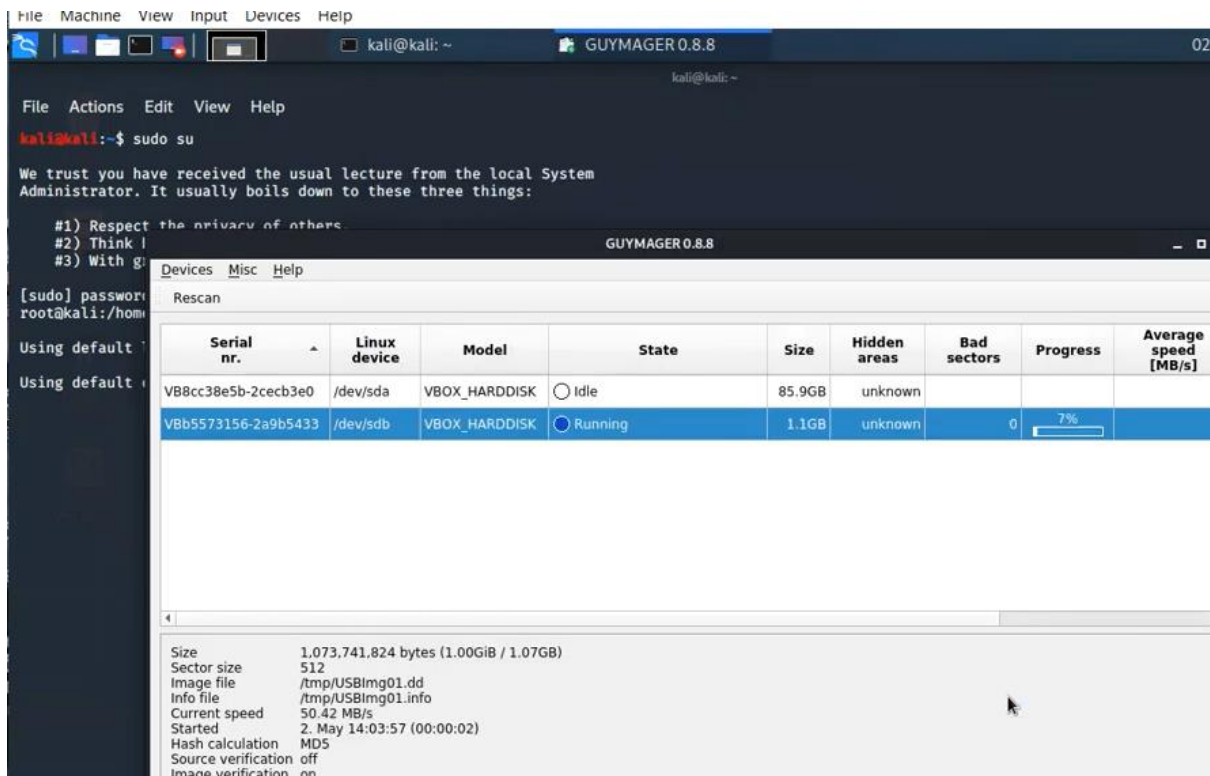 File Machine View Input Devices Help
kali@kali: ~ GUYMAGER 0.8.8 02
kali@kali: ~
File Actions Edit View Help
kali@kali:~$ sudo su
We trust you have received the usual lecture from the local System
Administrator. It usually boils down to these three things:
#1) Respect the privacy of others.
#2) Think
#3) With
[sudo] password
root@kali:/home
Using default
Using default
GUYMAGER 0.8.8
Devices Misc Help
Rescan
Serial nr. Linux device Model State Size Hidden areas Bad sectors Progress Average speed [MB/s]
VB8cc38e5b-2cecb3e0 /dev/sda VBOX_HARDDISK Idle 85.9GB unknown
VBb5573156-2a9b5433 /dev/sdb VBOX_HARDDISK Running 1.1GB unknown 0 7%
Size 1,073,741,824 bytes (1.00GiB / 1.07GB)
Sector size 512
Image file /tmp/USBImg01.dd
Info file /tmp/USBImg01.info
Current speed 50.42 MB/s
Started 2. May 14:03:57 (00:00:02)
Hash calculation MD5
Source verification off
Image verification on